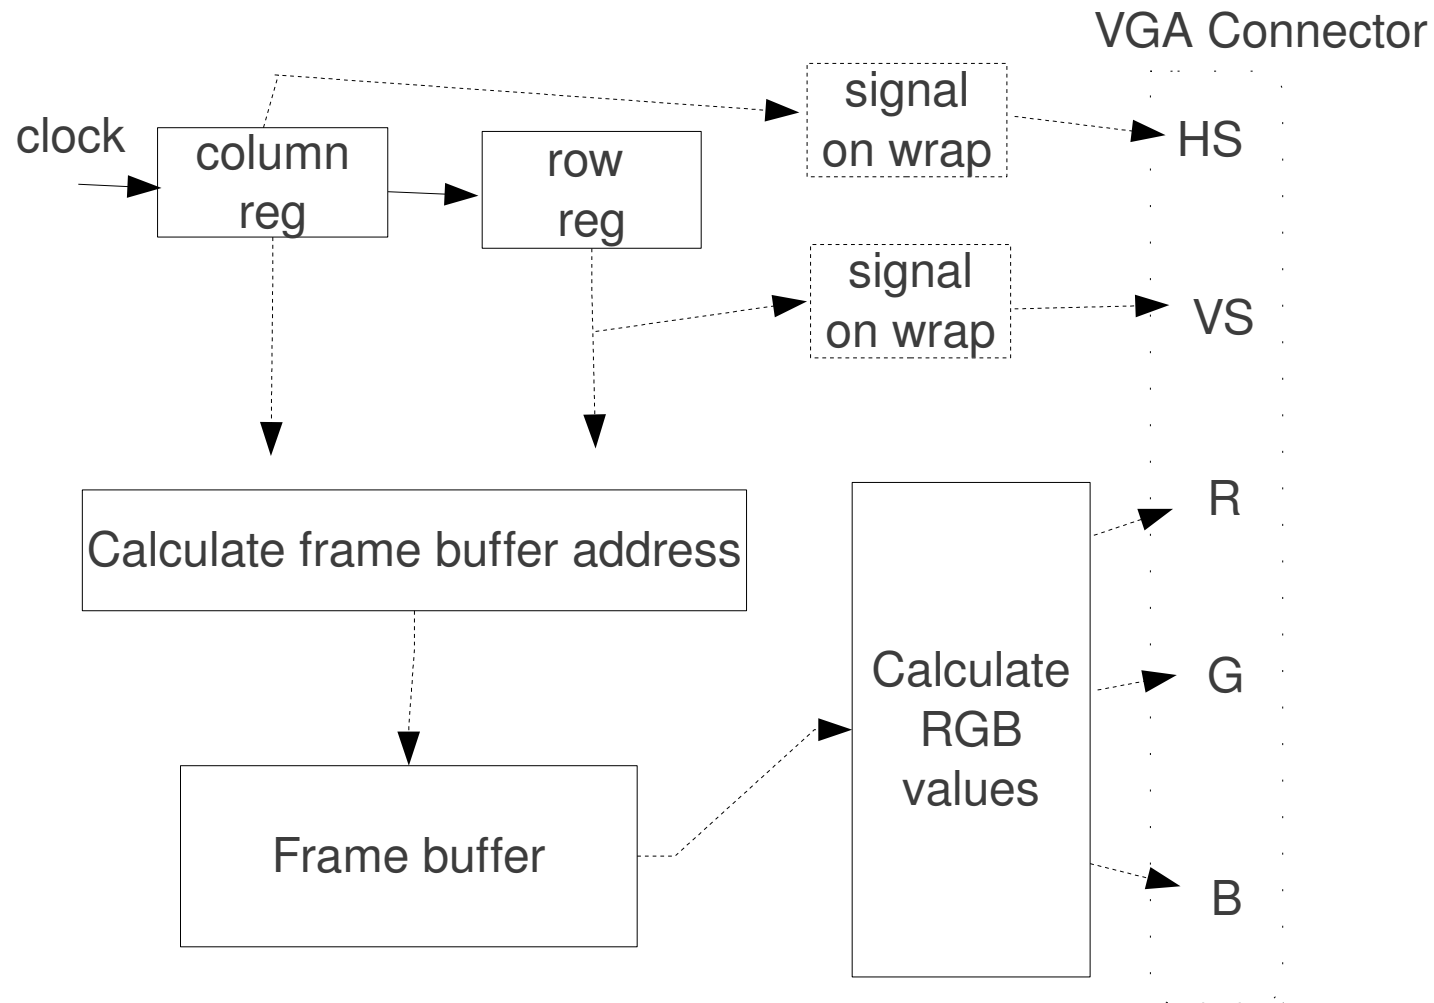 VGA Connector
clock
column
reg
row
reg
signal
on wrap
HS
signal
on wrap
VS
Calculate frame buffer address
R
G
B
Calculate
RGB
values
Frame buffer